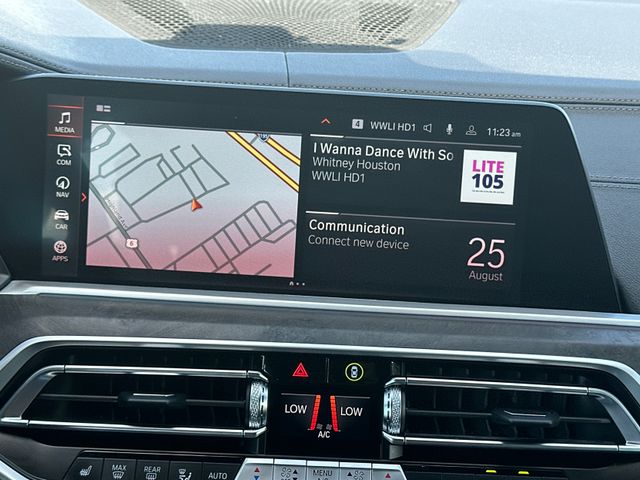 MEDIA
COM
NAV
CAR
APPS
6
4 WWLI HD1 11:23 am
I Wanna Dance With So
Whitney Houston
WWLI HD1
LITE
105
Communication
Connect new device
25
August
LOW LOW
A/C
MAX
REAR
AUTO
MENU